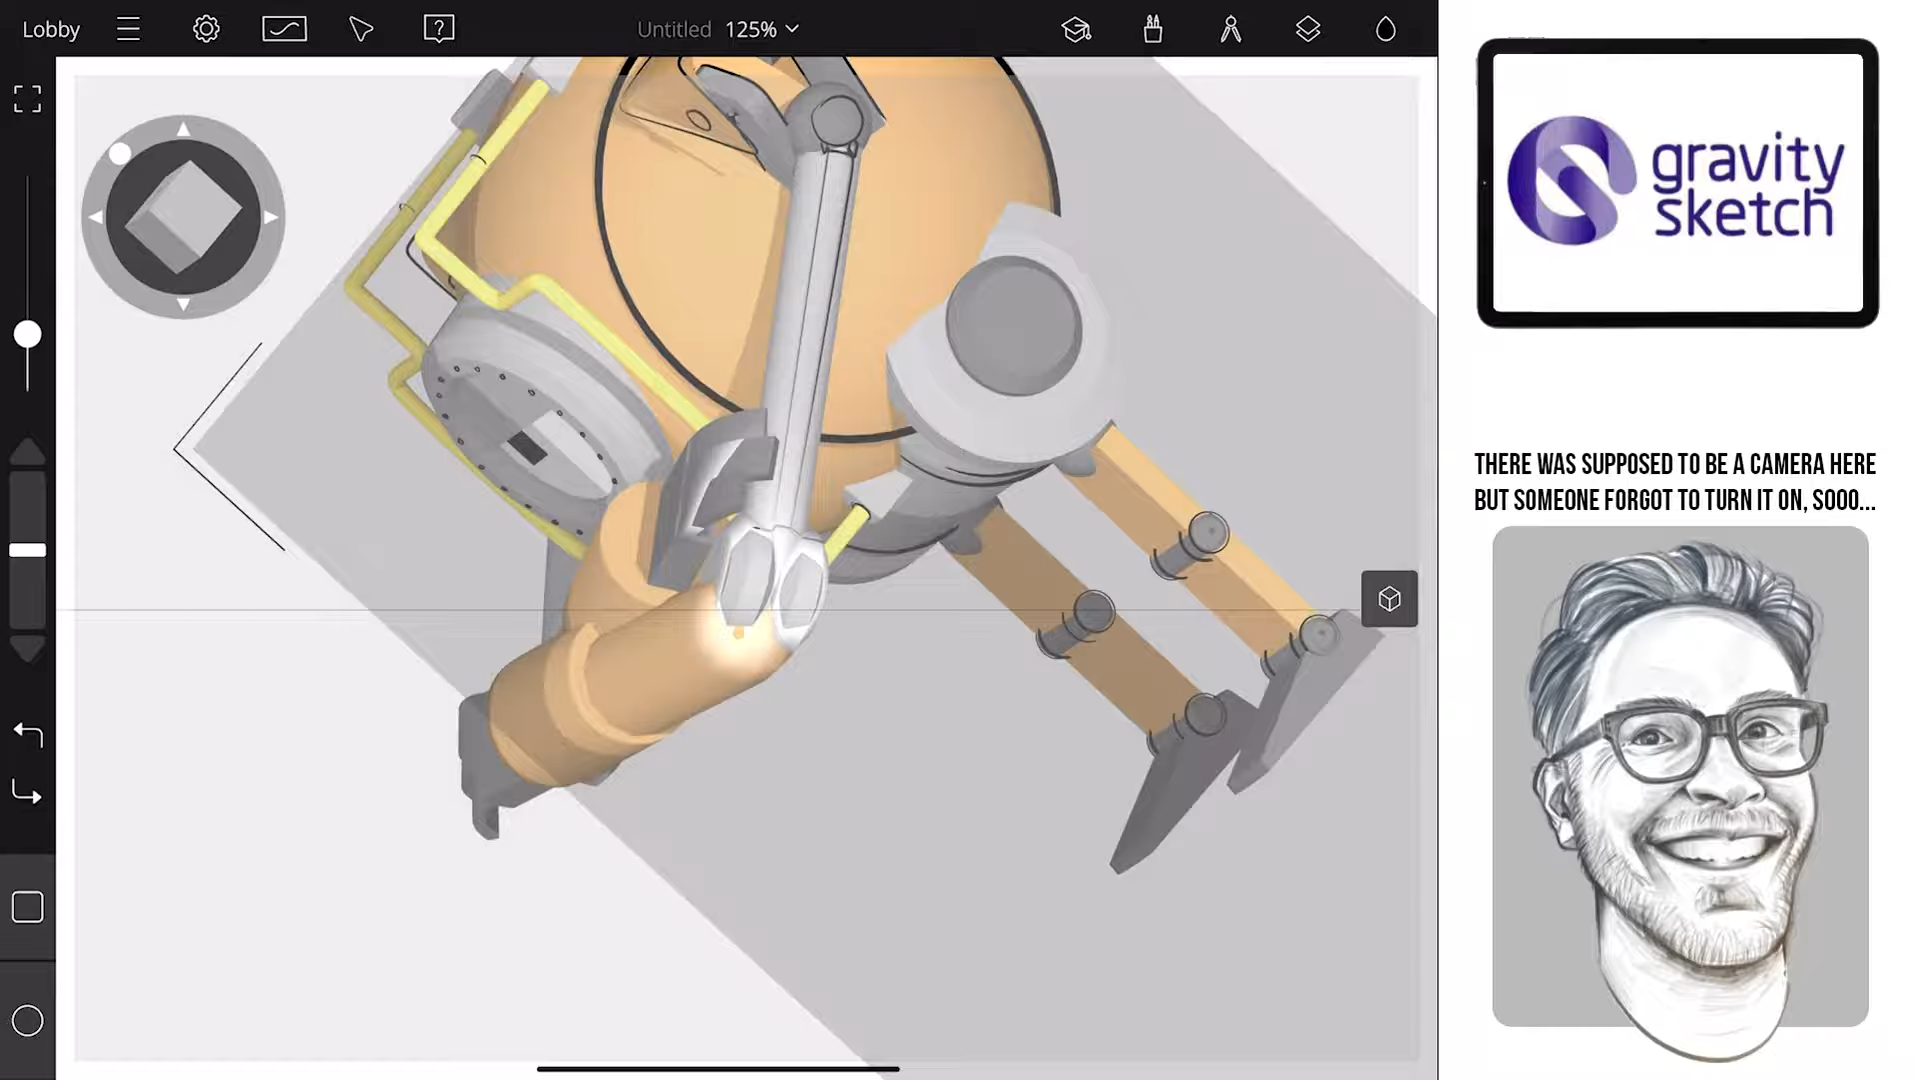 Lobby
Untitled 125%
?
gravity
sketch
THERE WAS SUPPOSED TO BE A CAMERA HERE
BUT SOMEONE FORGOT TO TURN IT ON, SOOO...